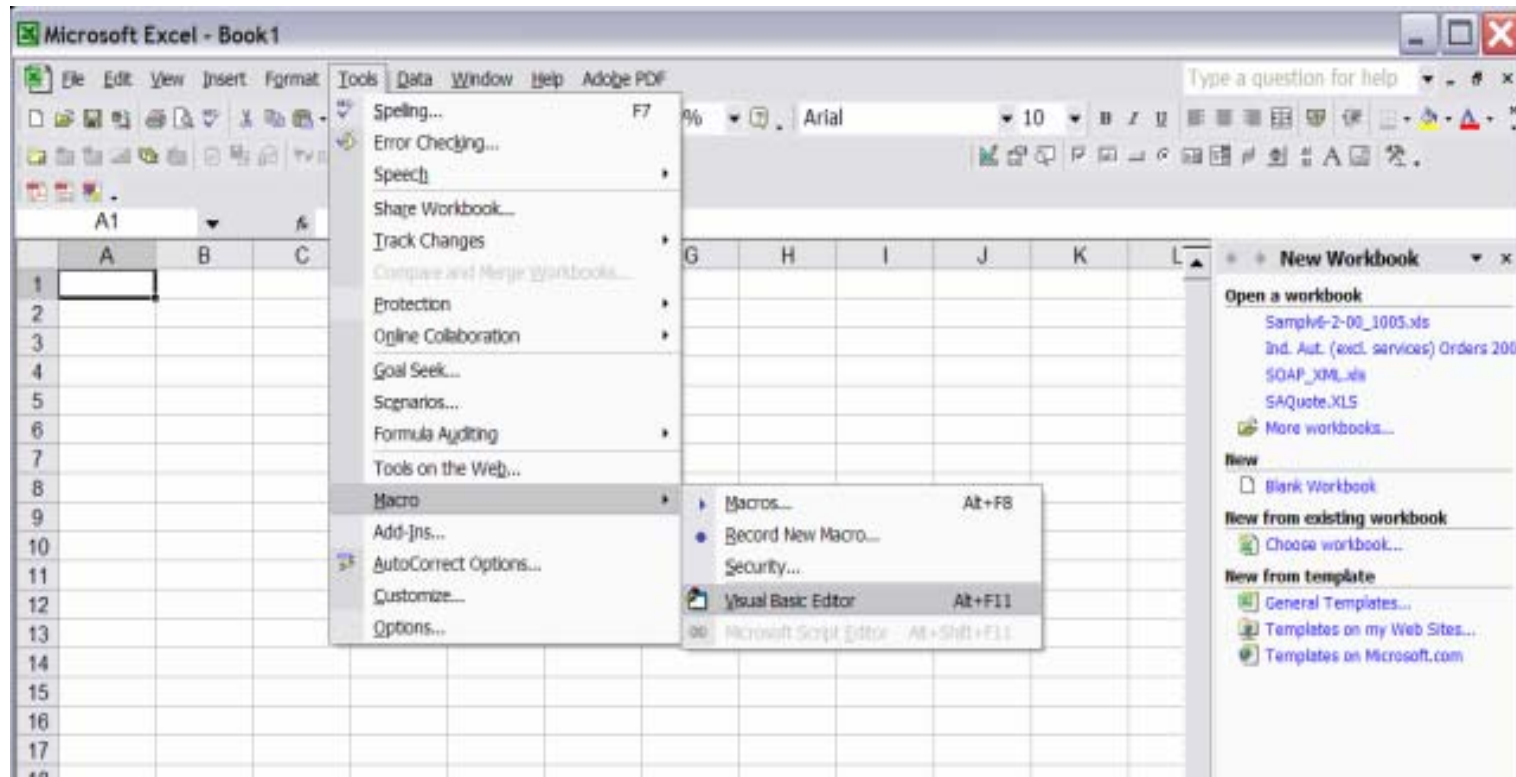 Microsoft Excel - Book1
File Edit View Insert Format Tools Data Window Help Adobe PDF
Type a question for help
% Arial 10 B I U
A1 fx
A B C G H I J K L
1
2
3
4
5
6
7
8
9
10
11
12
13
14
15
16
17
18
Spelling... F7
Error Checking...
Speech
Share Workbook...
Track Changes
Compare and Merge Workbooks...
Protection
Online Collaboration
Goal Seek...
Scenarios...
Formula Auditing
Tools on the Web...
Macro
Add-Ins...
AutoCorrect Options...
Customize...
Options...
Macros... Alt+F8
Record New Macro...
Security...
Visual Basic Editor Alt+F11
Microsoft Script Editor Alt+Shift+F11
New Workbook
Open a workbook
Samplv6-2-00_1005.xls
Ind. Aut. (excl. services) Orders 200
SOAP_XML.xls
SAQuote.XLS
More workbooks...
New
Blank Workbook
New from existing workbook
Choose workbook...
New from template
General Templates...
Templates on my Web Sites...
Templates on Microsoft.com